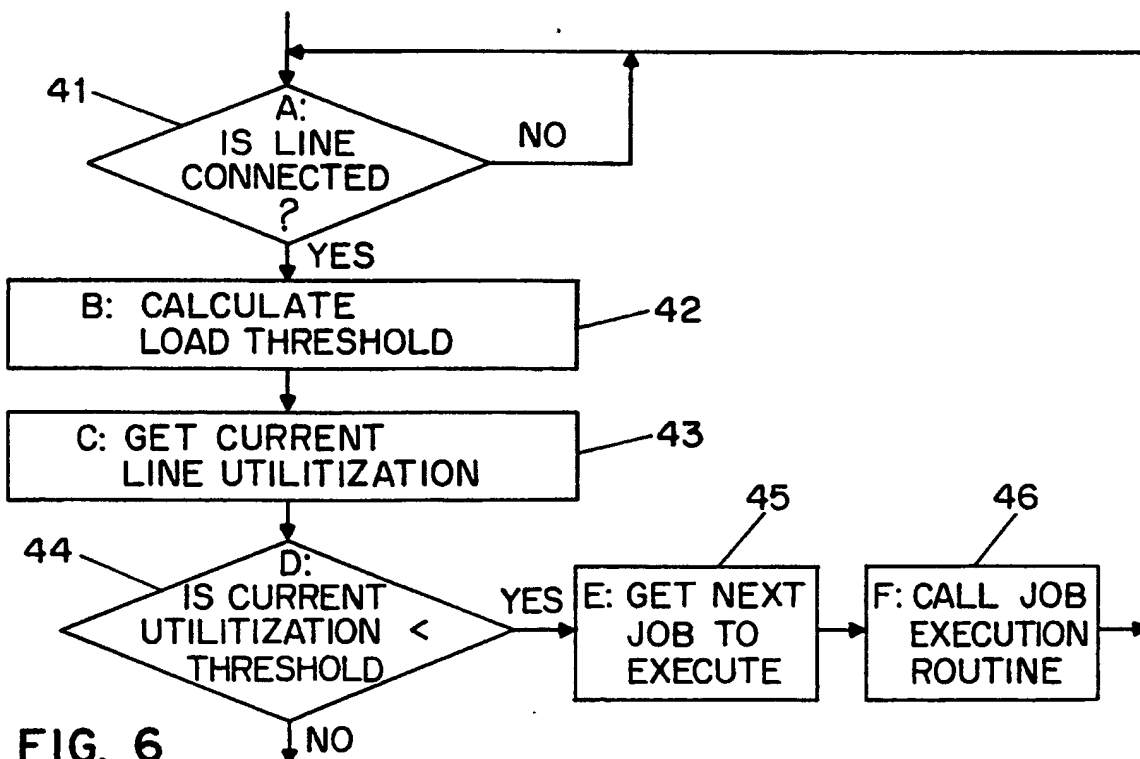 41
A:
IS LINE
CONNECTED
?
NO
YES
B: CALCULATE
LOAD THRESHOLD
42
C: GET CURRENT
LINE UTILITIZATION
43
44
D:
IS CURRENT
UTILITIZATION <
THRESHOLD
YES
45
E: GET NEXT
JOB TO
EXECUTE
46
F: CALL JOB
EXECUTION
ROUTINE
NO
FIG. 6